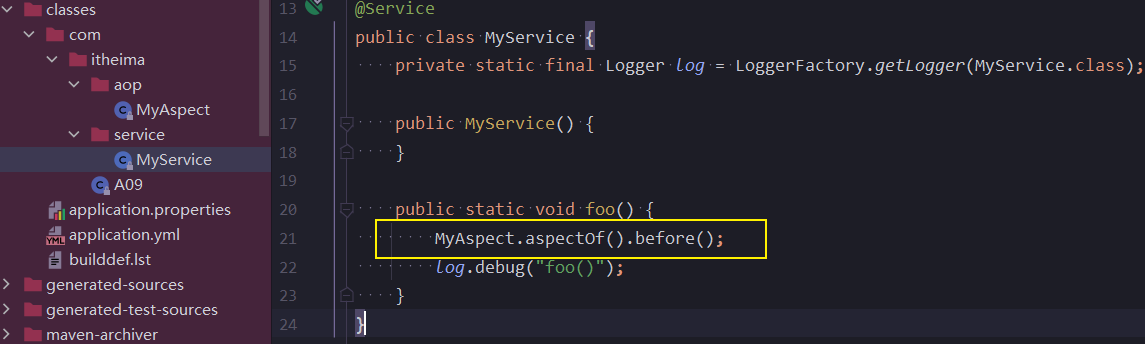 classes
com
itheima
aop
MyAspect
service
MyService
A09
application.properties
YML application.yml
builddef.lst
generated-sources
generated-test-sources
maven-archiver
13 @Service
14 public class MyService {
15 private static final Logger log = LoggerFactory.getLogger(MyService.class);
16
17 public MyService() {
18 }
19
20 public static void foo() {
21 MyAspect.aspectOf().before();
22 log.debug("foo()");
23 }
24 }